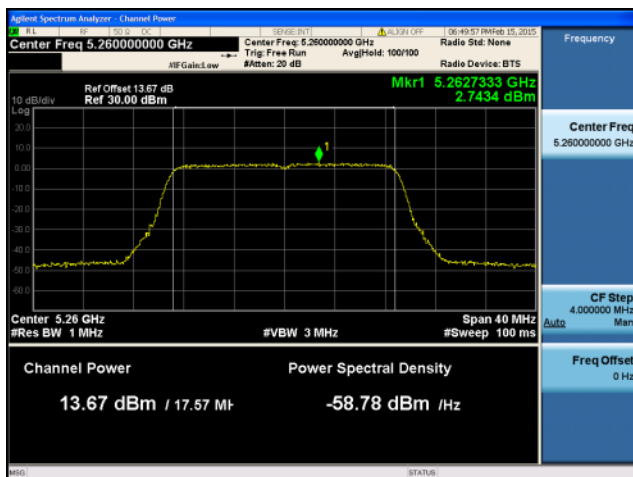 Agilent Spectrum Analyzer - Channel Power
RL RF 50 Ω DC SENSE:INT ALIGN OFF 06:49:57 PM Feb 15, 2015
Center Freq 5.260000000 GHz Center Freq: 5.260000000 GHz Radio Std: None Frequency
Trig: Free Run Avg|Hold: 100/100
#IFGain:Low #Atten: 20 dB Radio Device: BTS
Mkr1 5.2627333 GHz
Ref Offset 13.67 dB
10 dB/div Ref 30.00 dBm 2.7434 dBm
Log
20.0
10.0
0.00
-10.0
-20.0
-30.0
-40.0
-50.0
-60.0
1
Center 5.26 GHz Span 40 MHz
#Res BW 1 MHz #VBW 3 MHz #Sweep 100 ms
Center Freq
5.260000000 GHz
CF Step
4.000000 MHz
Auto Man
Freq Offset
0 Hz
Channel Power Power Spectral Density
13.67 dBm / 17.57 MH -58.78 dBm /Hz
MSG STATUS